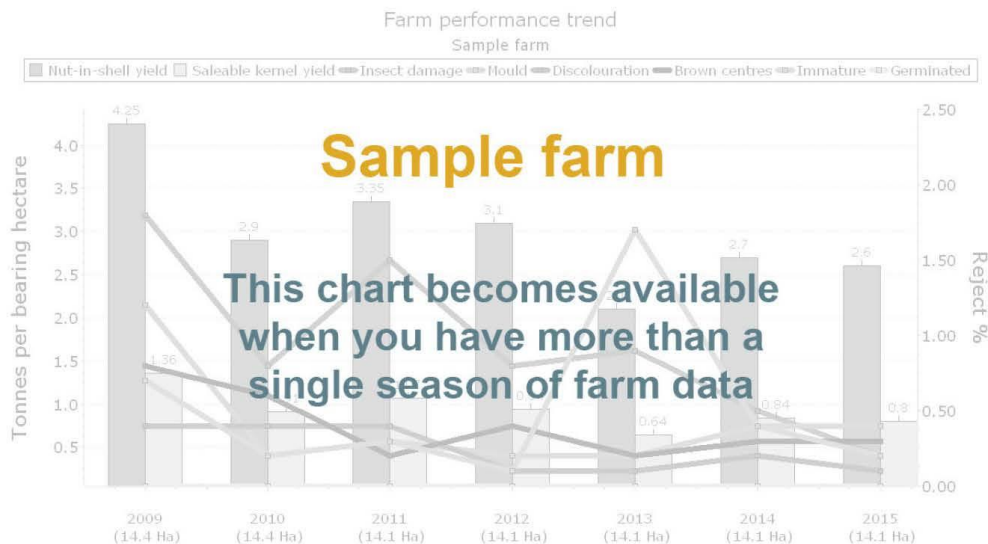 Farm performance trend
Sample farm
Nut-in-shell yield Saleable kernel yield Insect damage Mould Discolouration Brown centres Immature Germinated
4.25
2.50
Sample farm
4.0
3.5
3.35
2.00
3.1
3.0
2.9
2.7
2.6
2.5
1.50
This chart becomes available
when you have more than a
single season of farm data
2.0
1.5
1.36
1.00
1.0
0.84
0.8
0.64
0.50
0.5
0.00
Tonnes per bearing hectare
Reject %
2009 2010 2011 2012 2013 2014 2015
(14.4 Ha) (14.4 Ha) (14.1 Ha) (14.1 Ha) (14.1 Ha) (14.1 Ha) (14.1 Ha)